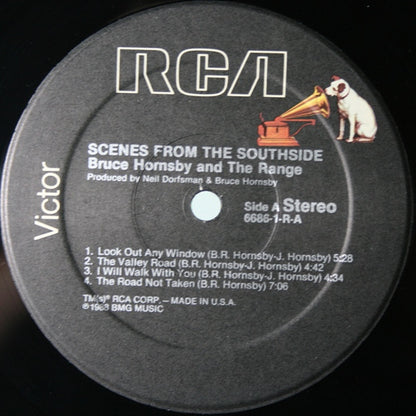 RCA
SCENES FROM THE SOUTHSIDE
Bruce Hornsby and The Range
Produced by Neil Dorfsman & Bruce Hornsby
Victor
Side A Stereo
6686-1-R-A
1. Look Out Any Window (B.R. Hornsby-J. Hornsby) 5:28
2. The Valley Road (B.R. Hornsby-J. Hornsby) 4:42
3. I Will Walk With You (B.R. Hornsby-J. Hornsby) 4:34
4. The Road Not Taken (B.R. Hornsby) 7:06
TM(s)® RCA CORP. – MADE IN U.S.A.
℗1988 BMG MUSIC